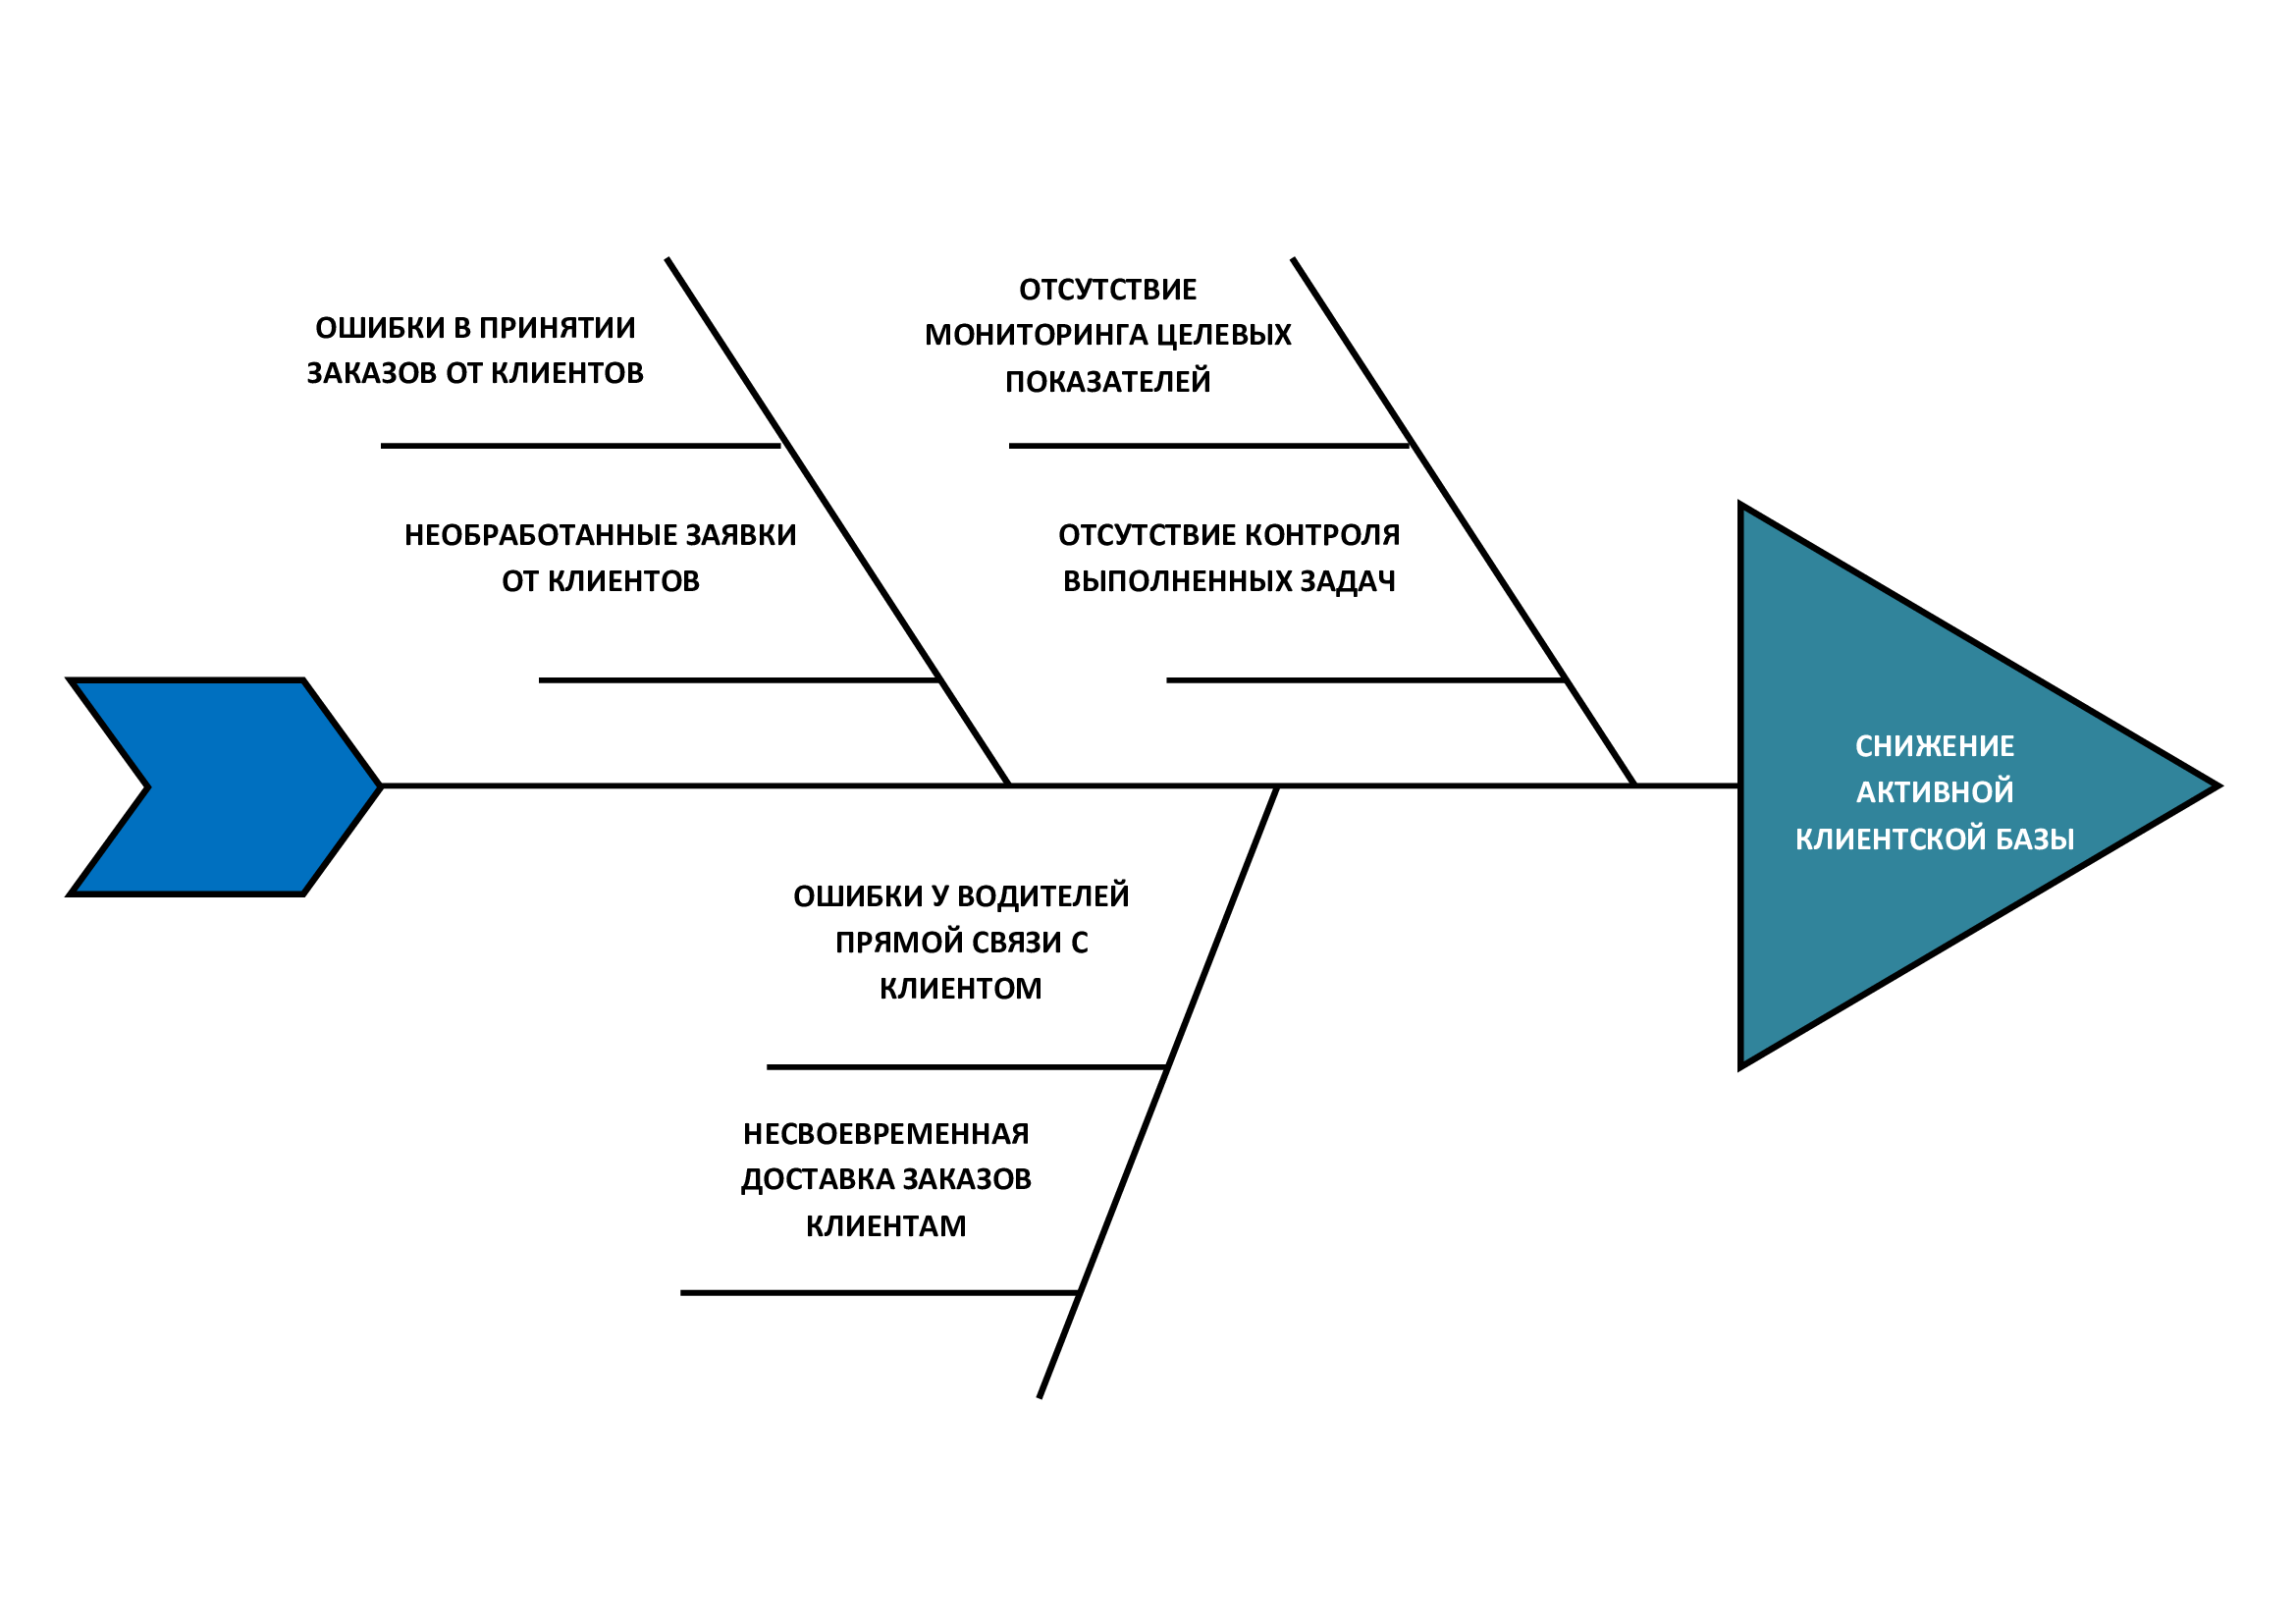 ОШИБКИ В ПРИНЯТИИ
ЗАКАЗОВ ОТ КЛИЕНТОВ
НЕОБРАБОТАННЫЕ ЗАЯВКИ
ОТ КЛИЕНТОВ
ОТСУТСТВИЕ
МОНИТОРИНГА ЦЕЛЕВЫХ
ПОКАЗАТЕЛЕЙ
ОТСУТСТВИЕ КОНТРОЛЯ
ВЫПОЛНЕННЫХ ЗАДАЧ
СНИЖЕНИЕ
АКТИВНОЙ
КЛИЕНТСКОЙ БАЗЫ
ОШИБКИ У ВОДИТЕЛЕЙ
ПРЯМОЙ СВЯЗИ С
КЛИЕНТОМ
НЕСВОЕВРЕМЕННАЯ
ДОСТАВКА ЗАКАЗОВ
КЛИЕНТАМ